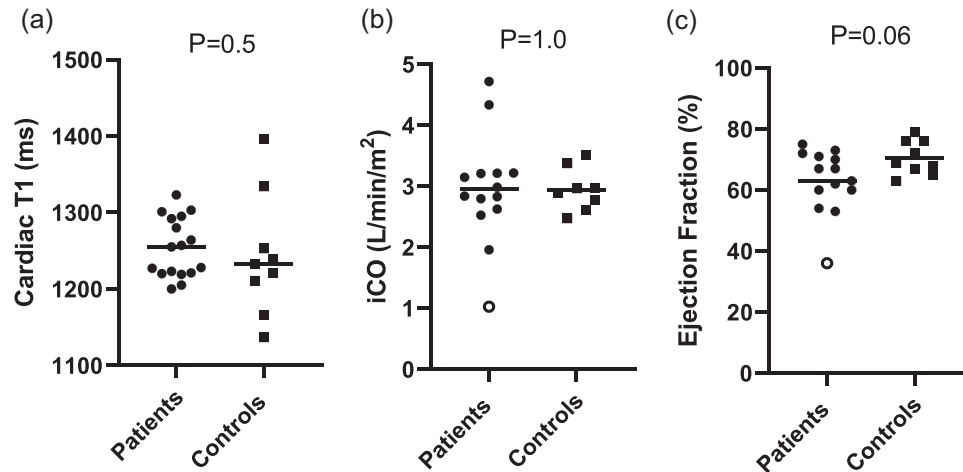 (a)
P=0.5
Cardiac T1 (ms)
1500
1400
1300
1200
1100
Patients
Controls
(b)
P=1.0
iCO (L/min/m²)
5
4
3
2
1
0
Patients
Controls
(c)
P=0.06
Ejection Fraction (%)
100
80
60
40
20
0
Patients
Controls